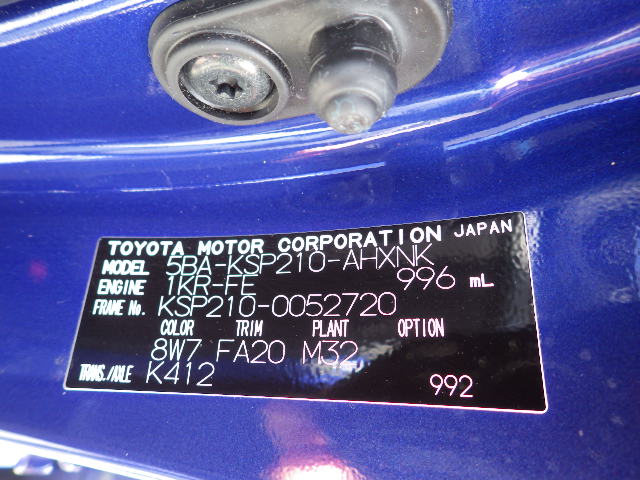 TOYOTA MOTOR CORPORATION JAPAN
MODEL 5BA-KSP210-AHXNK
ENGINE 1KR-FE 996 mL
FRAME No. KSP210-0052720
COLOR TRIM PLANT OPTION
8W7 FA20 M32
TRANS./AXLE K412 992